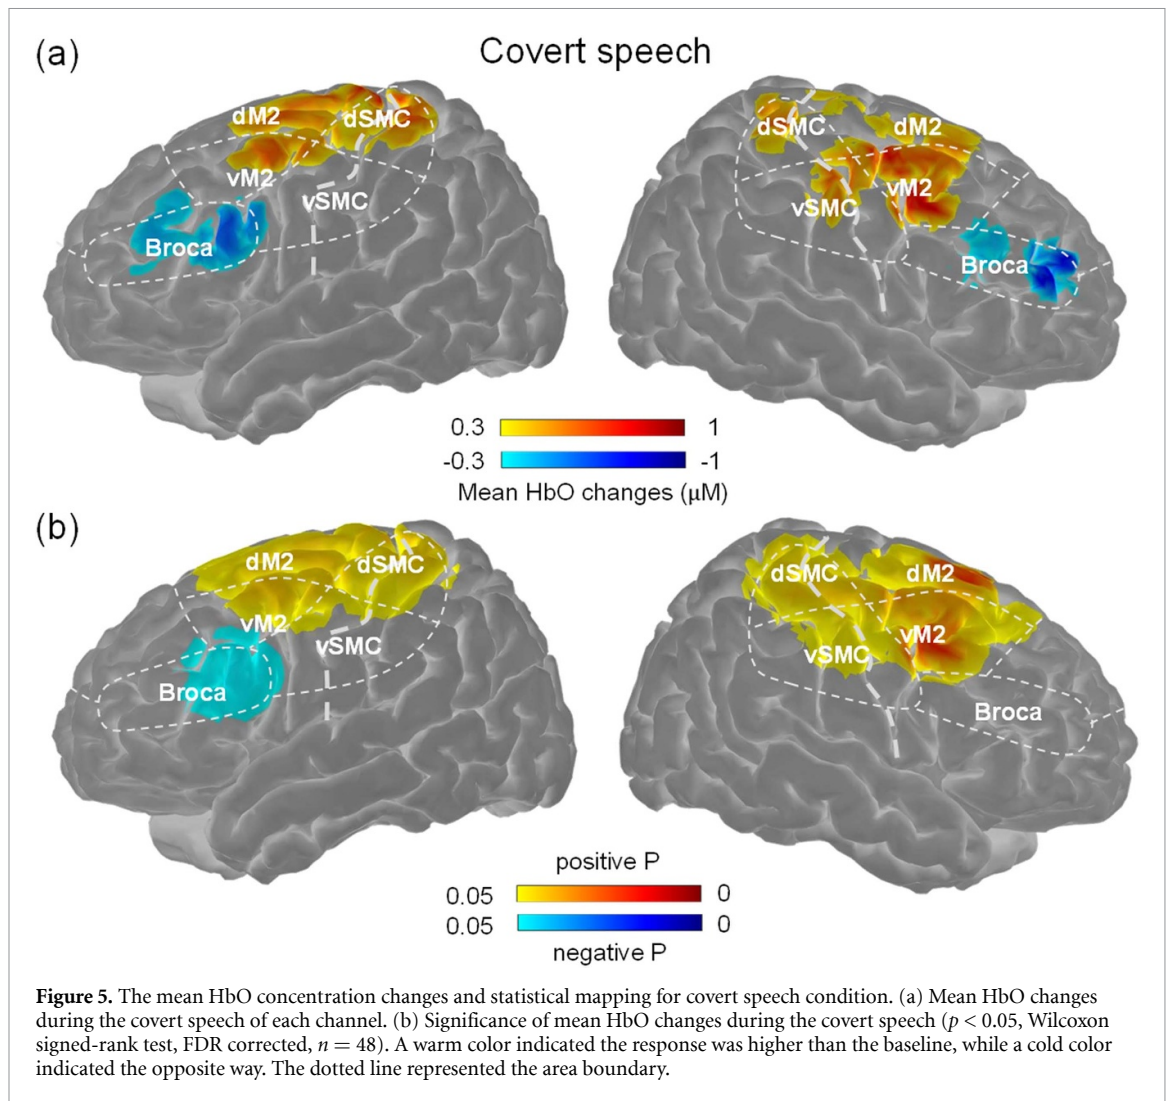 (a)
Covert speech
dM2
dSMC
vM2
vSMC
Broca
dSMC
dM2
vM2
vSMC
Broca
0.3 1
-0.3 -1
Mean HbO changes (μM)
(b)
dM2
dSMC
vM2
vSMC
Broca
dSMC
dM2
vM2
vSMC
Broca
positive P
0.05 0
0.05 0
negative P
Figure 5. The mean HbO concentration changes and statistical mapping for covert speech condition. (a) Mean HbO changes
during the covert speech of each channel. (b) Significance of mean HbO changes during the covert speech (p < 0.05, Wilcoxon
signed-rank test, FDR corrected, n = 48). A warm color indicated the response was higher than the baseline, while a cold color
indicated the opposite way. The dotted line represented the area boundary.